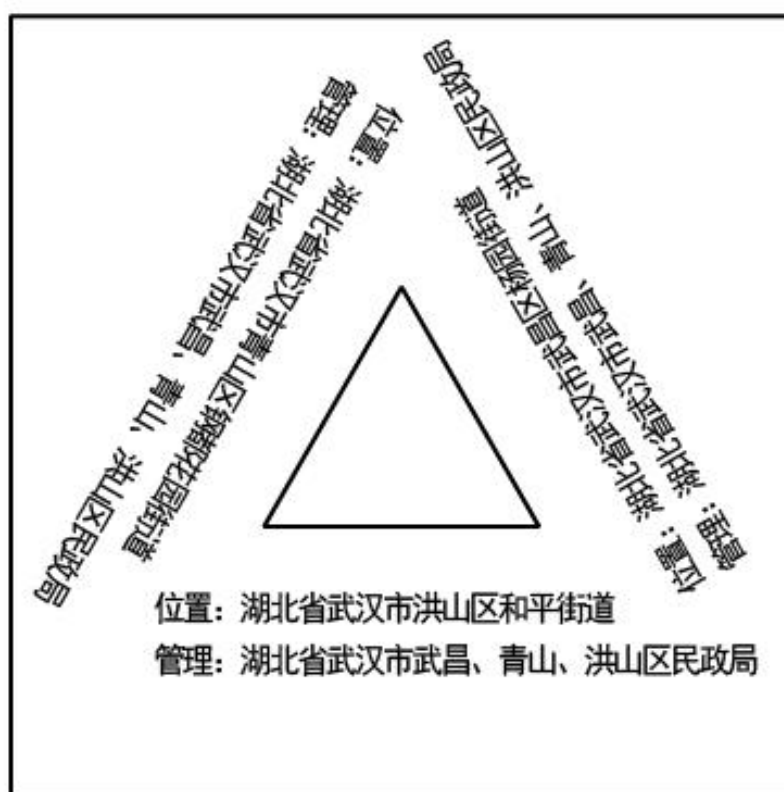 位置：湖北省武汉市青山区钢都花园街道
管理：湖北省武汉市武昌、青山、洪山区民政局
位置：湖北省武汉市武昌区杨园街道
管理：湖北省武汉市武昌、青山、洪山区民政局
位置：湖北省武汉市洪山区和平街道
管理：湖北省武汉市武昌、青山、洪山区民政局